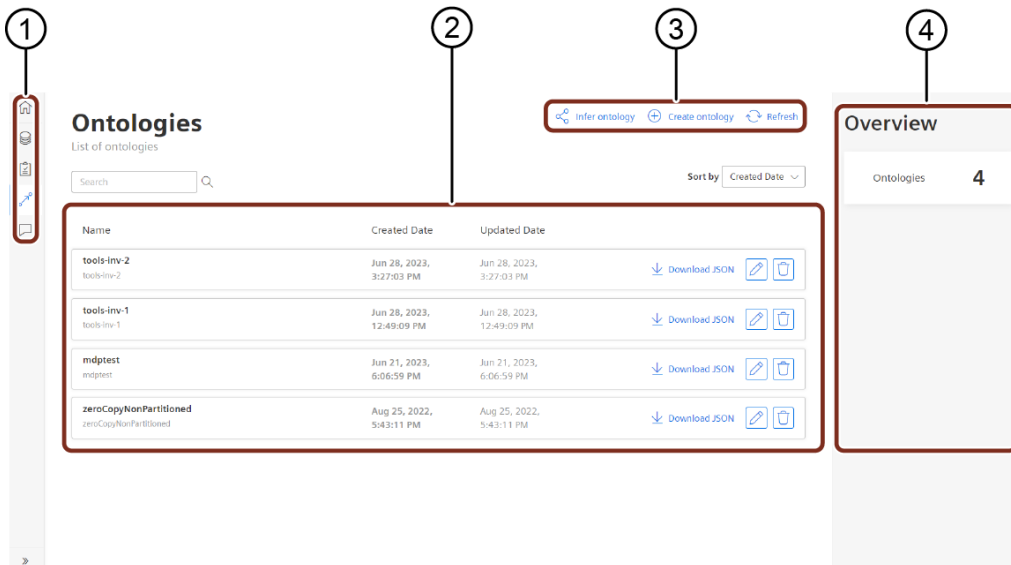 1 2 3 4
Ontologies
List of ontologies
Infer ontology Create ontology Refresh
Overview
Search
Sort by Created Date
Ontologies 4
Name Created Date Updated Date
tools-inv-2
tools-inv-2
Jun 28, 2023,
3:27:03 PM
Jun 28, 2023,
3:27:03 PM
Download JSON
tools-inv-1
tools-inv-1
Jun 28, 2023,
12:49:09 PM
Jun 28, 2023,
12:49:09 PM
Download JSON
mdptest
mdptest
Jun 21, 2023,
6:06:59 PM
Jun 21, 2023,
6:06:59 PM
Download JSON
zeroCopyNonPartitioned
zeroCopyNonPartitioned
Aug 25, 2022,
5:43:11 PM
Aug 25, 2022,
5:43:11 PM
Download JSON